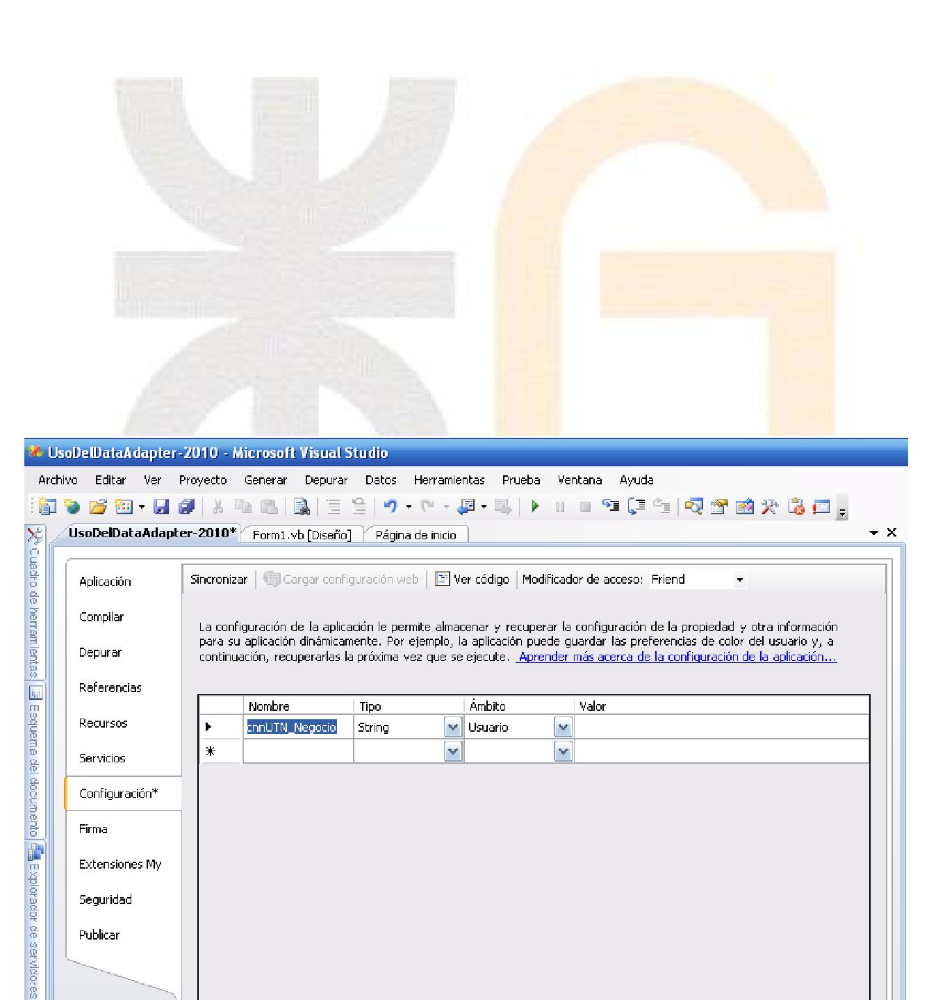 UsoDelDataAdapter-2010 - Microsoft Visual Studio
Archivo Editar Ver Proyecto Generar Depurar Datos Herramientas Prueba Ventana Ayuda
UsoDelDataAdapter-2010* Form1.vb [Diseño] Página de inicio
Cuadro de herramientas
Esquema del documento
Explorador de servidores
Aplicación
Compilar
Depurar
Referencias
Recursos
Servicios
Configuración*
Firma
Extensiones My
Seguridad
Publicar
Sincronizar Cargar configuración web Ver código Modificador de acceso: Friend
La configuración de la aplicación le permite almacenar y recuperar la configuración de la propiedad y otra información
para su aplicación dinámicamente. Por ejemplo, la aplicación puede guardar las preferencias de color del usuario y, a
continuación, recuperarlas la próxima vez que se ejecute. Aprender más acerca de la configuración de la aplicación...
Nombre Tipo Ámbito Valor
cnnUTN_Negocio String Usuario